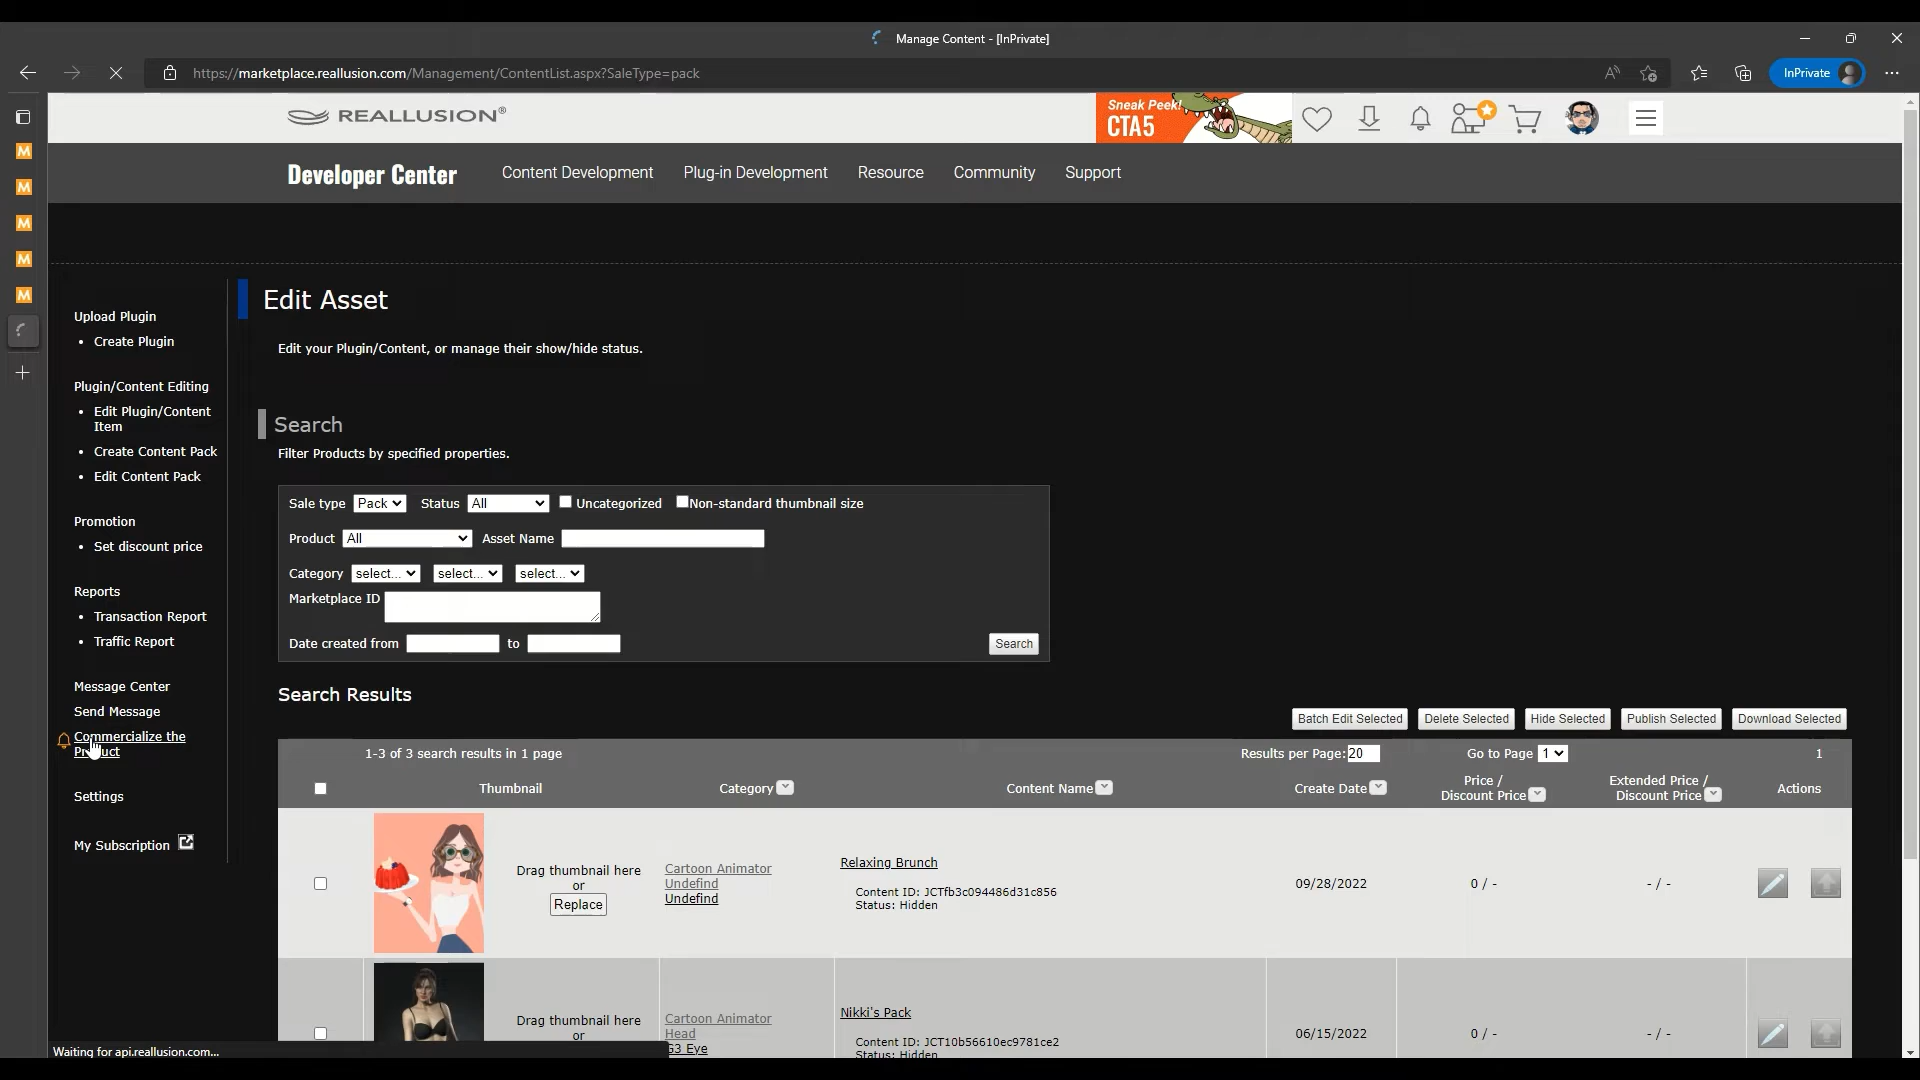 Manage Content - [InPrivate]
https://marketplace.reallusion.com/Management/ContentList.aspx?SaleType=pack
InPrivate
REALLUSION®
Sneak Peek!
CTA5
Developer Center
Content Development
Plug-in Development
Resource
Community
Support
Upload Plugin
• Create Plugin
Plugin/Content Editing
• Edit Plugin/Content
Item
• Create Content Pack
• Edit Content Pack
Promotion
• Set discount price
Reports
• Transaction Report
• Traffic Report
Message Center
Send Message
Commercialize the
Product
Settings
My Subscription
Edit Asset
Edit your Plugin/Content, or manage their show/hide status.
Search
Filter Products by specified properties.
Sale type Pack Status All Uncategorized Non-standard thumbnail size
Product All Asset Name
Category select... select... select...
Marketplace ID
Date created from to Search
Search Results
Batch Edit Selected Delete Selected Hide Selected Publish Selected Download Selected
1-3 of 3 search results in 1 page Results per Page: 20 Go to Page 1 1
Thumbnail Category Content Name Create Date Price / Discount Price Extended Price / Discount Price Actions
Drag thumbnail here
or
Replace
Cartoon Animator
Undefind
Undefind
Relaxing Brunch
Content ID: JCTfb3c094486d31c856
Status: Hidden
09/28/2022
0 / -
- / -
Drag thumbnail here
or
Cartoon Animator
Head
G3 Eye
Nikki's Pack
Content ID: JCT10b56610ec9781ce2
Status: Hidden
06/15/2022
0 / -
- / -
Waiting for api.reallusion.com...
M
M
M
M
M